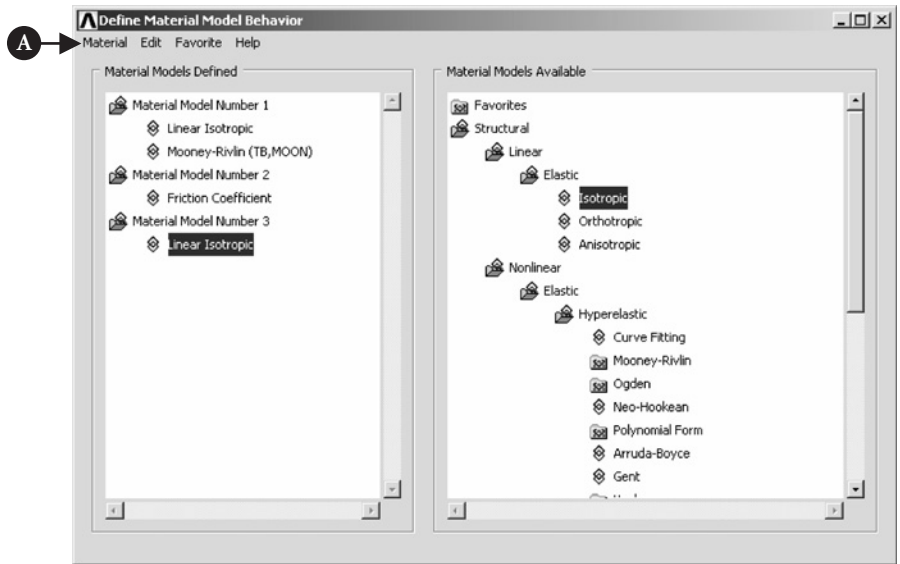 Define Material Model Behavior
A
Material Edit Favorite Help
Material Models Defined
Material Model Number 1
Linear Isotropic
Mooney-Rivlin (TB,MOON)
Material Model Number 2
Friction Coefficient
Material Model Number 3
Linear Isotropic
Material Models Available
Favorites
Structural
Linear
Elastic
Isotropic
Orthotropic
Anisotropic
Nonlinear
Elastic
Hyperelastic
Curve Fitting
Mooney-Rivlin
Ogden
Neo-Hookean
Polynomial Form
Arruda-Boyce
Gent